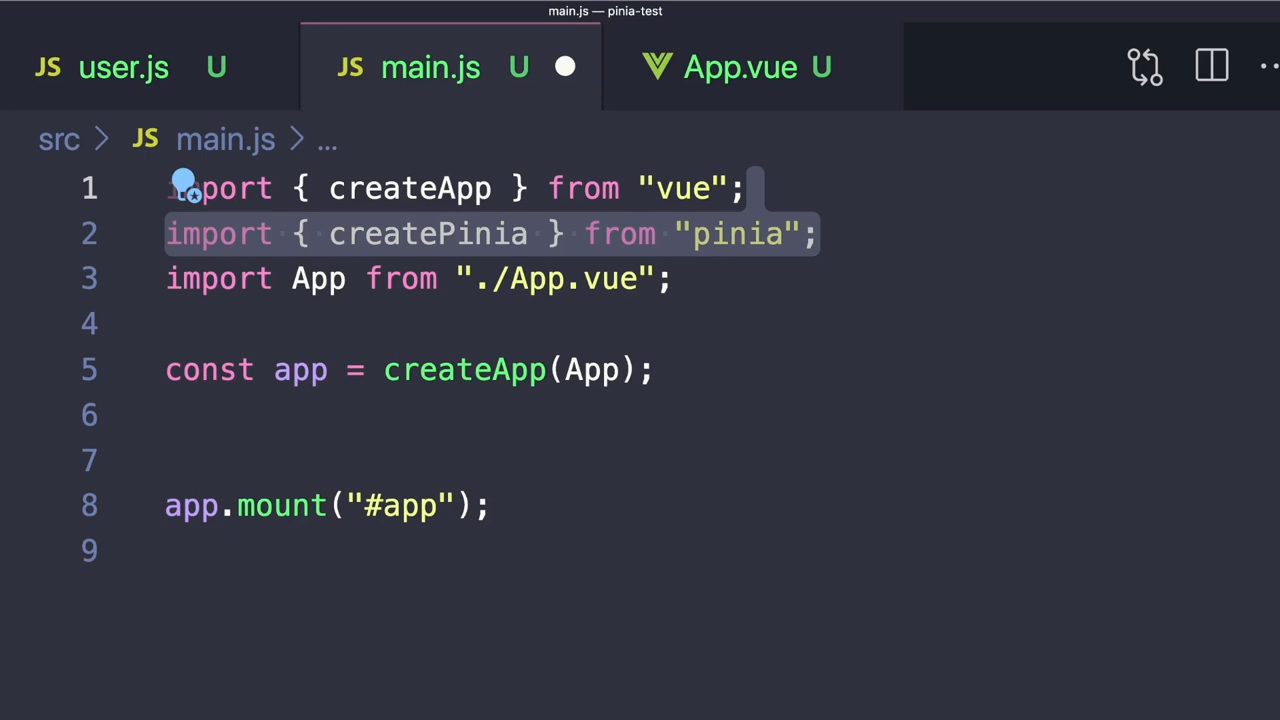 main.js — pinia-test
JS user.js U
JS main.js U
App.vue U
src > JS main.js > ...
1 import { createApp } from "vue";
2 import { createPinia } from "pinia";
3 import App from "./App.vue";
4
5 const app = createApp(App);
6
7
8 app.mount("#app");
9